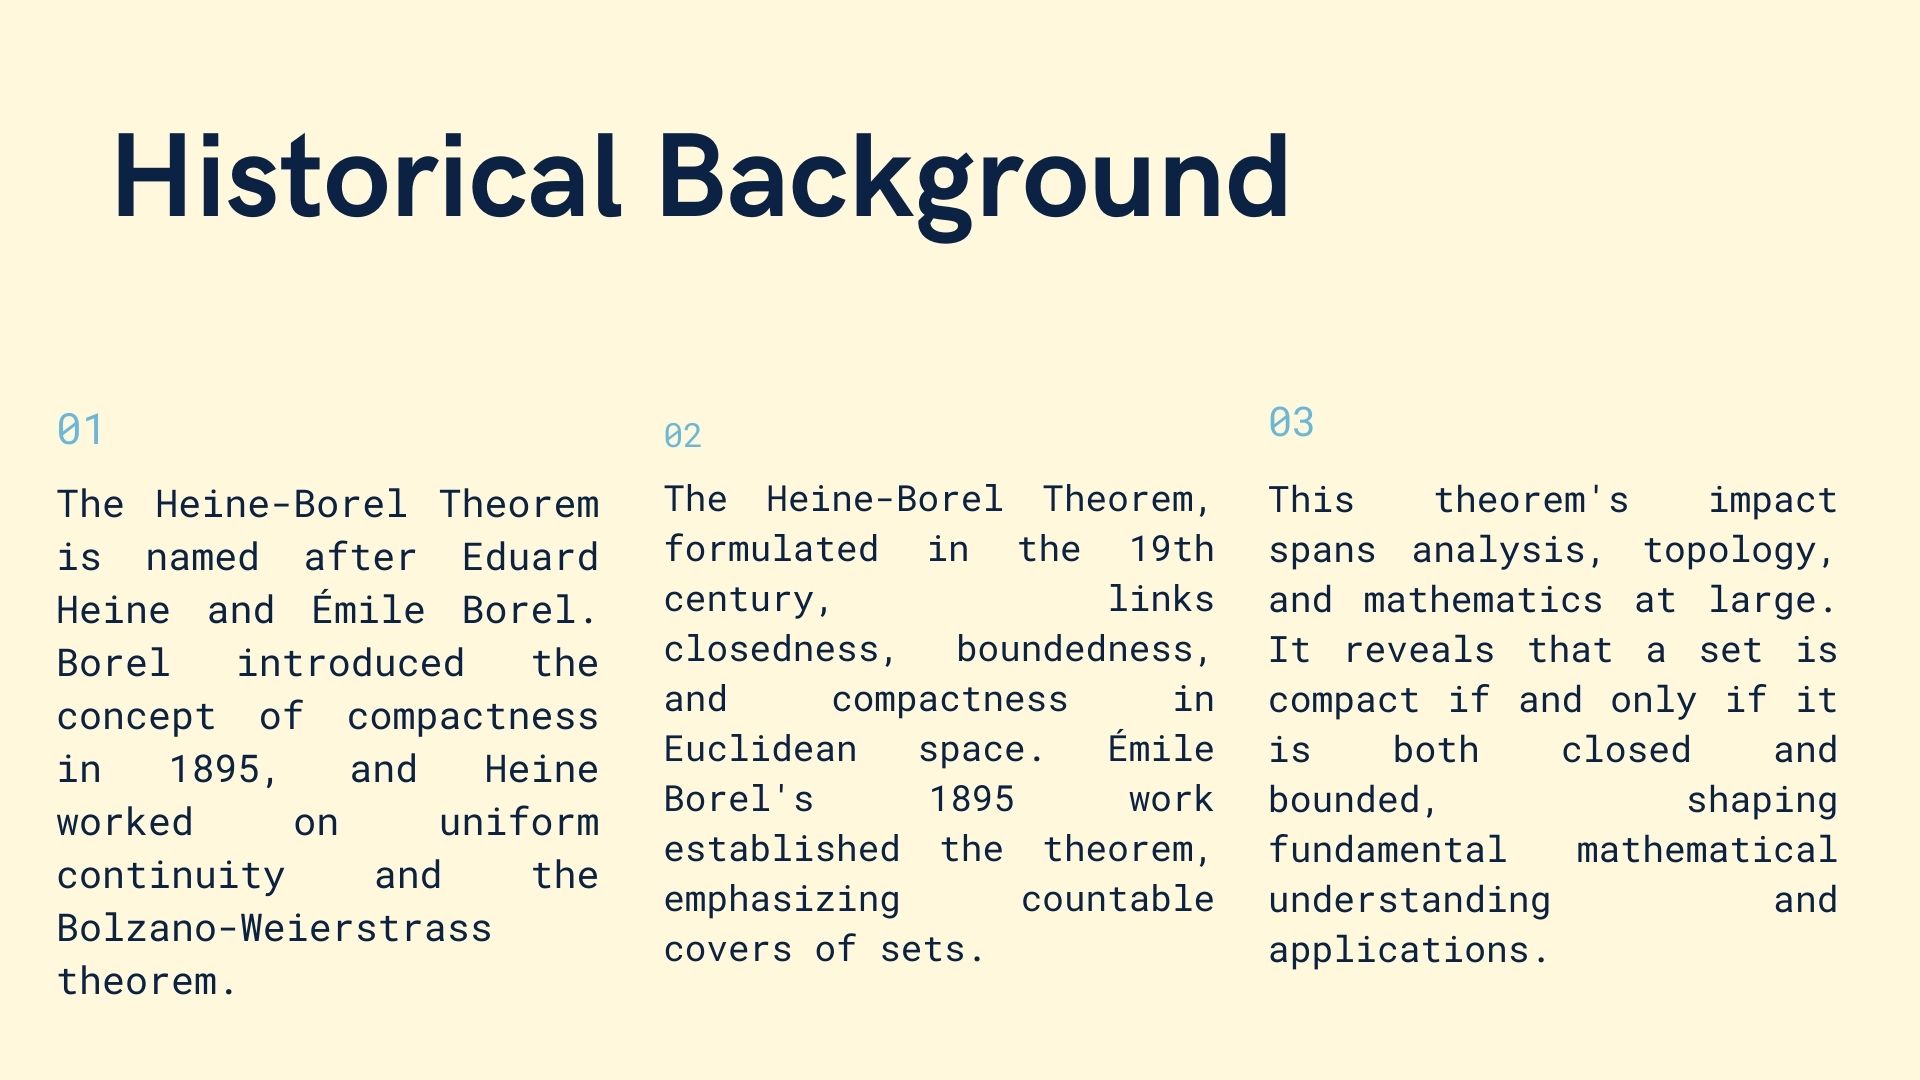 Historical Background
01
The Heine-Borel Theorem
is named after Eduard
Heine and Émile Borel.
Borel introduced the
concept of compactness
in 1895, and Heine
worked on uniform
continuity and the
Bolzano-Weierstrass
theorem.
02
The Heine-Borel Theorem,
formulated in the 19th
century, links
closedness, boundedness,
and compactness in
Euclidean space. Émile
Borel's 1895 work
established the theorem,
emphasizing countable
covers of sets.
03
This theorem's impact
spans analysis, topology,
and mathematics at large.
It reveals that a set is
compact if and only if it
is both closed and
bounded, shaping
fundamental mathematical
understanding and
applications.